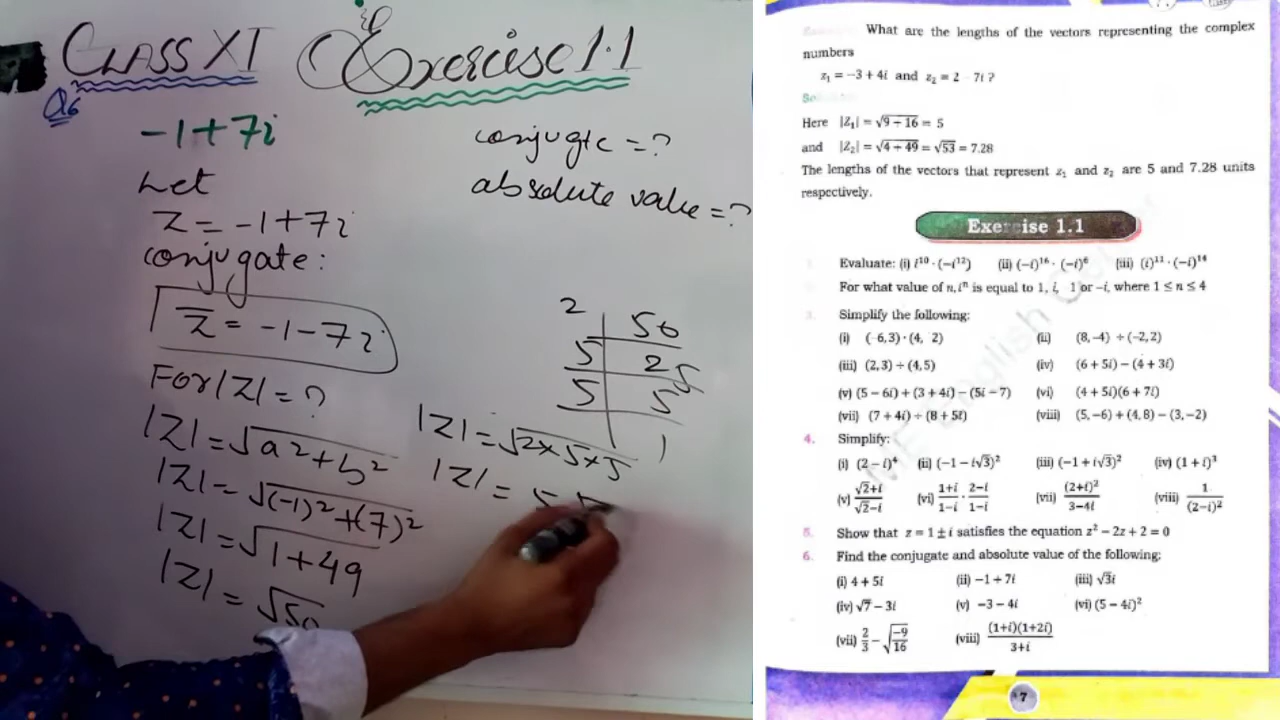 CLASS XI Exercise 1.1
Q6
-1+7i
conjugte = ?
absolute value = ?
Let
z = -1+7i
conjugate:
z̅ = -1-7i
For |z| = ?
|z| = √a²+b²
|z| = √(-1)²+(7)²
|z| = √1+49
|z| = √50
2 | 50
5 | 25
5 | 5
| 1
|z| = √2×5×5
|z| = 5
What are the lengths of the vectors representing the complex
numbers
z₁ = -3 + 4i and z₂ = 2 - 7i ?
Here |Z₁| = √9+16 = 5
and |Z₂| = √4+49 = √53 = 7.28
The lengths of the vectors that represent z₁ and z₂ are 5 and 7.28 units
respctively.
Exercise 1.1
Evaluate: (i) i¹⁰·(-i¹²) (ii) (-i)¹⁶·(-i)⁶ (iii) (i)¹¹·(-i)¹⁴
For what value of n, iⁿ is equal to 1, i, 1 or -i, where 1 ≤ n ≤ 4
3. Simplify the following:
(i) (-6,3)·(4, 2) (ii) (8,-4) ÷ (-2,2)
(iii) (2,3) ÷ (4,5) (iv) (6+5i) - (4+3i)
(v) (5-6i) + (3+4i) - (5i-7) (vi) (4+5i)(6+7i)
(vii) (7+4i) ÷ (8+5i) (viii) (5,-6) + (4,8) - (3,-2)
4. Simplify:
(i) (2-i)⁴ (ii) (-1-i√3)² (iii) (-1+i√3)² (iv) (1+i)³
(v) √2+i/√2-i (vi) 1+i/1-i · 2-i/1-i (vii) (2+i)²/3-4i (viii) 1/(2-i)²
5. Show that z = 1 ± i satisfies the equation z² - 2z + 2 = 0
6. Find the conjugate and absolute value of the following:
(i) 4 + 5i (ii) -1 + 7i (iii) √3i
(iv) √7 - 3i (v) -3 - 4i (vi) (5-4i)²
(vii) 2/3 - √-9/16 (viii) (1+i)(1+2i)/3+i
7